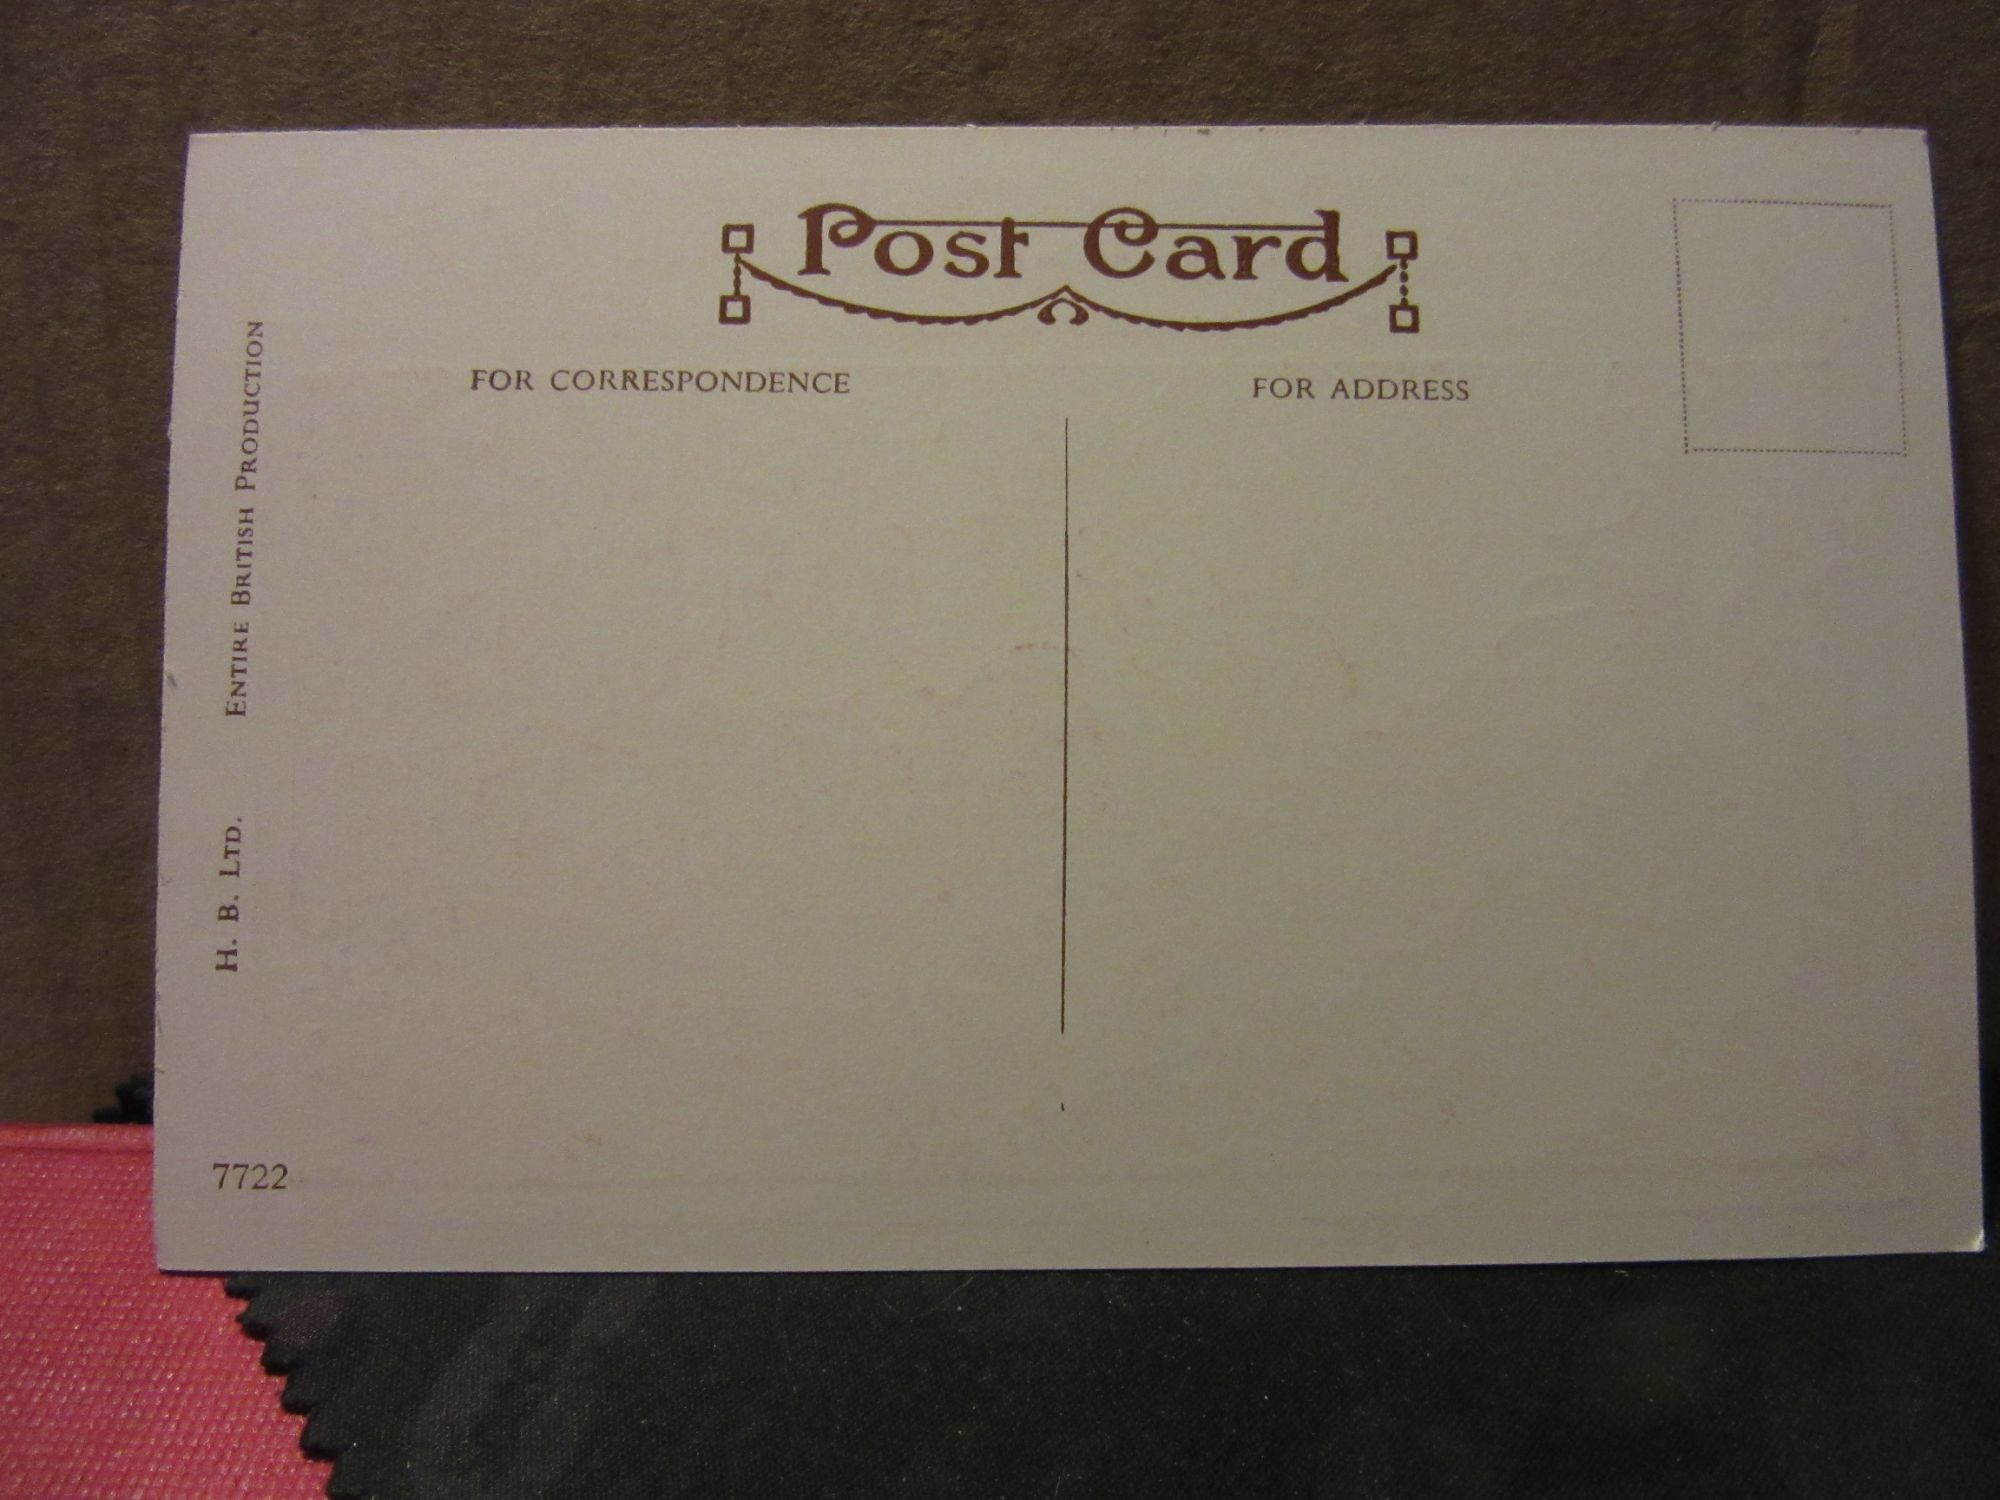 Post Card
FOR CORRESPONDENCE
FOR ADDRESS
H. B. LTD. ENTIRE BRITISH PRODUCTION
7722